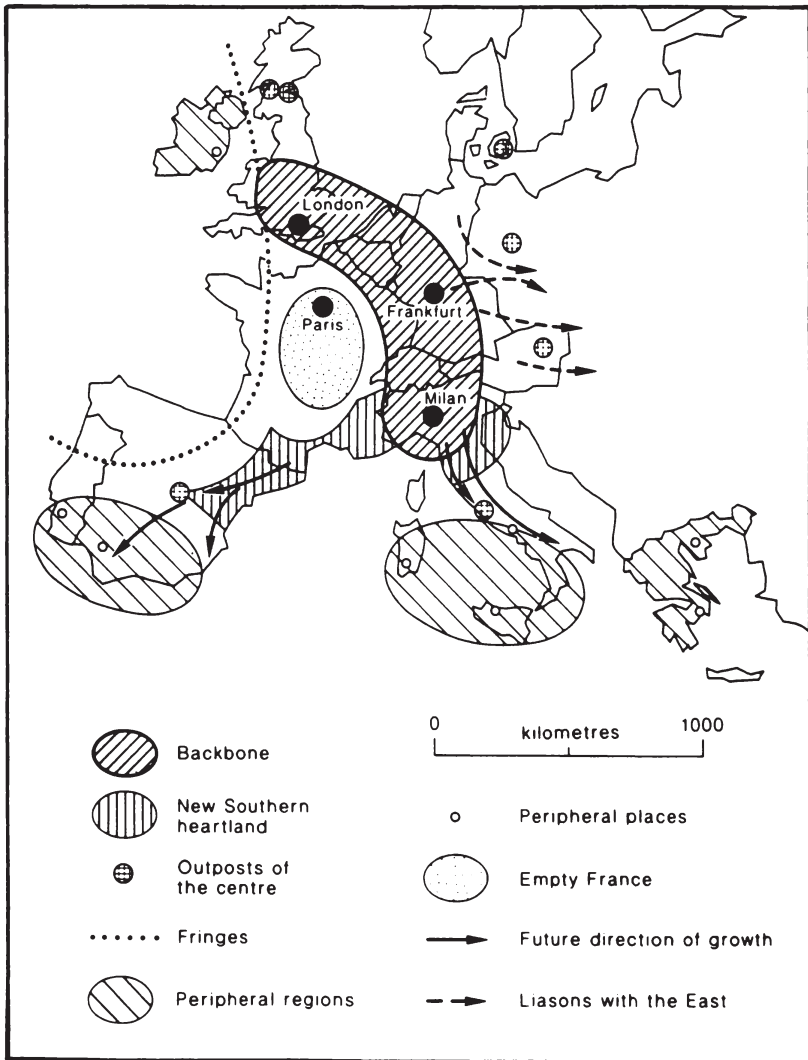 London
Paris
Frankfurt
Milan
0
1000
kilometres
Backbone
New Southern
heartland
Outposts of
the centre
Fringes
Peripheral regions
Peripheral places
Empty France
Future direction of growth
Liasons with the East